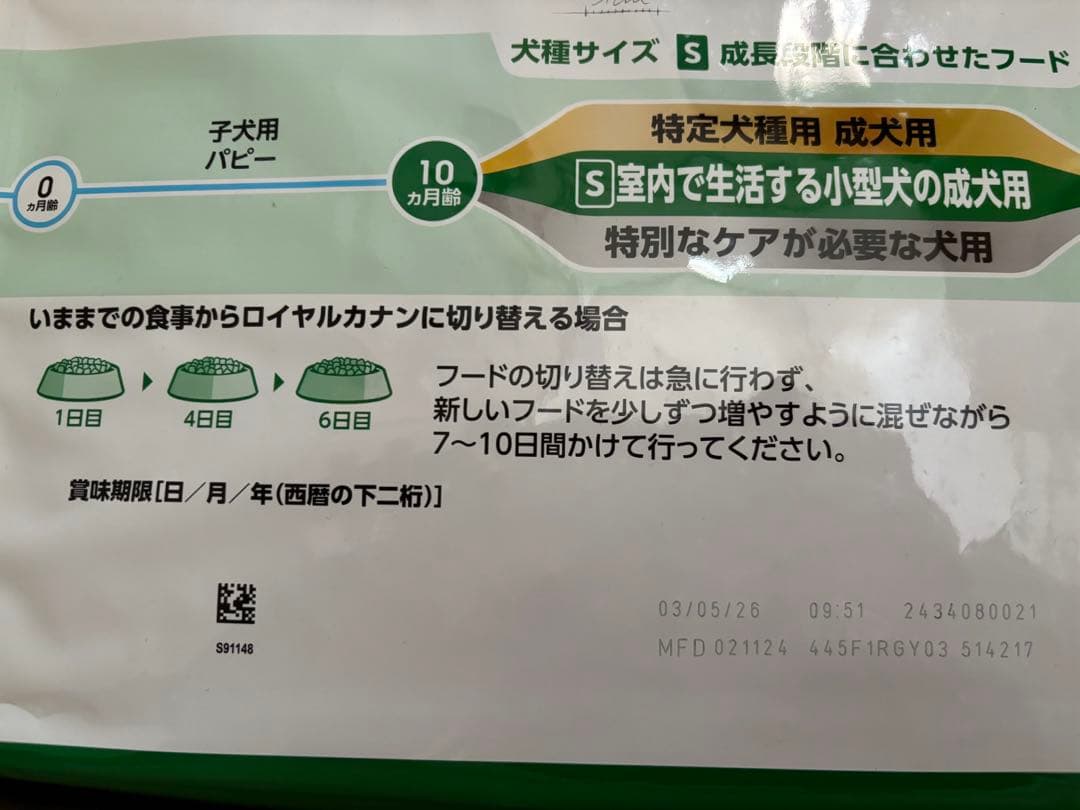 犬種サイズ S 成長段階に合わせたフード
子犬用
パピー
0
ヵ月齢
10
ヵ月齢
特定犬種用 成犬用
S 室内で生活する小型犬の成犬用
特別なケアが必要な犬用
いままでの食事からロイヤルカナンに切り替える場合
1日目 4日目 6日目
フードの切り替えは急に行わず、
新しいフードを少しずつ増やすように混ぜながら
7〜10日間かけて行ってください。
賞味期限[日/月/年(西暦の下二桁)]
S91148
03/05/26 09:51 2434080021
MFD 021124 445F1RGY03 514217